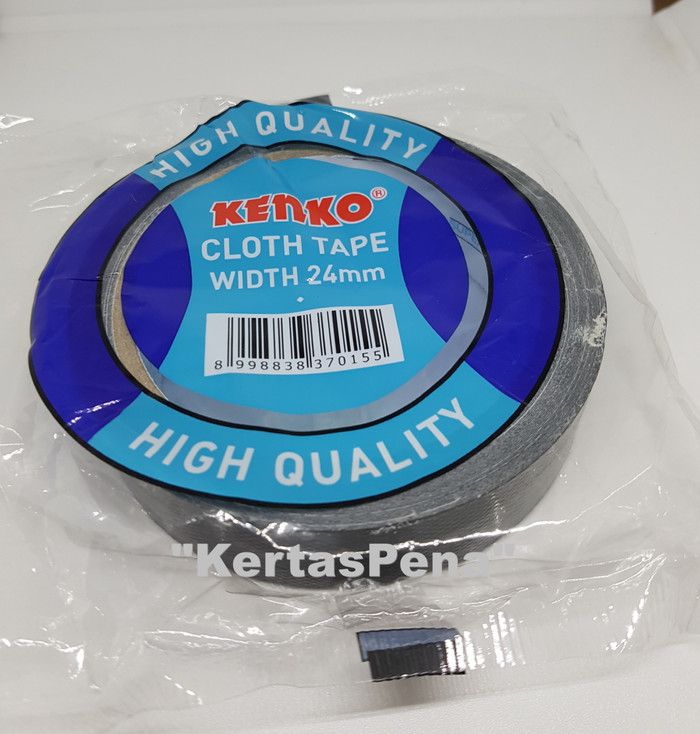 HIGH QUALITY
KENKO®
CLOTH TAPE
WIDTH 24mm
8 998838 370155
HIGH QUALITY
"KertasPena"